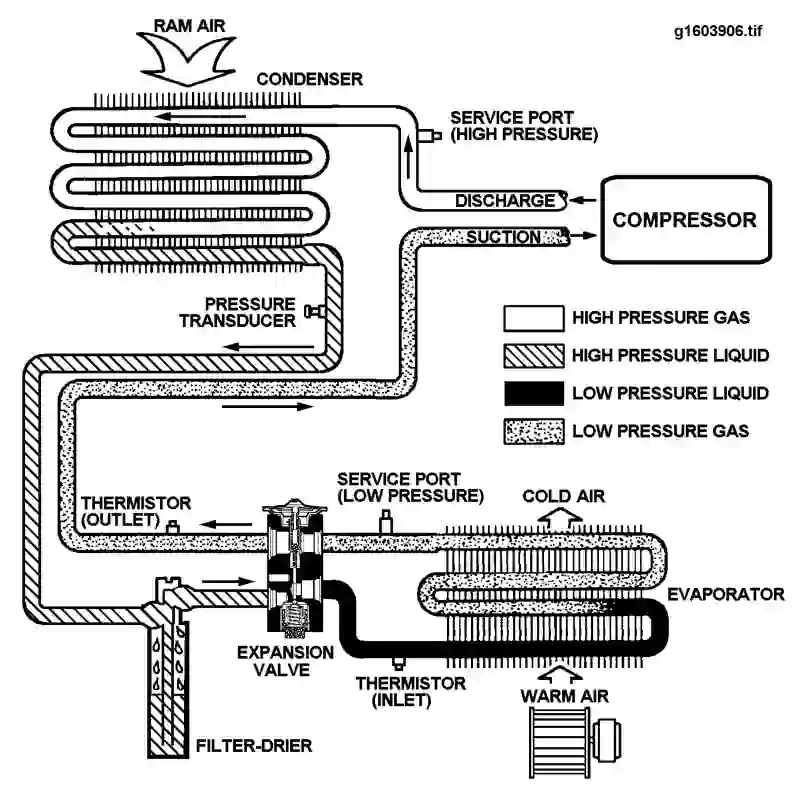 RAM AIR
g1603906.tif
CONDENSER
SERVICE PORT
(HIGH PRESSURE)
DISCHARGE
COMPRESSOR
SUCTION
PRESSURE
TRANSDUCER
HIGH PRESSURE GAS
HIGH PRESSURE LIQUID
LOW PRESSURE LIQUID
LOW PRESSURE GAS
THERMISTOR
(OUTLET)
SERVICE PORT
(LOW PRESSURE)
COLD AIR
EVAPORATOR
EXPANSION
VALVE
THERMISTOR
(INLET)
WARM AIR
FILTER-DRIER